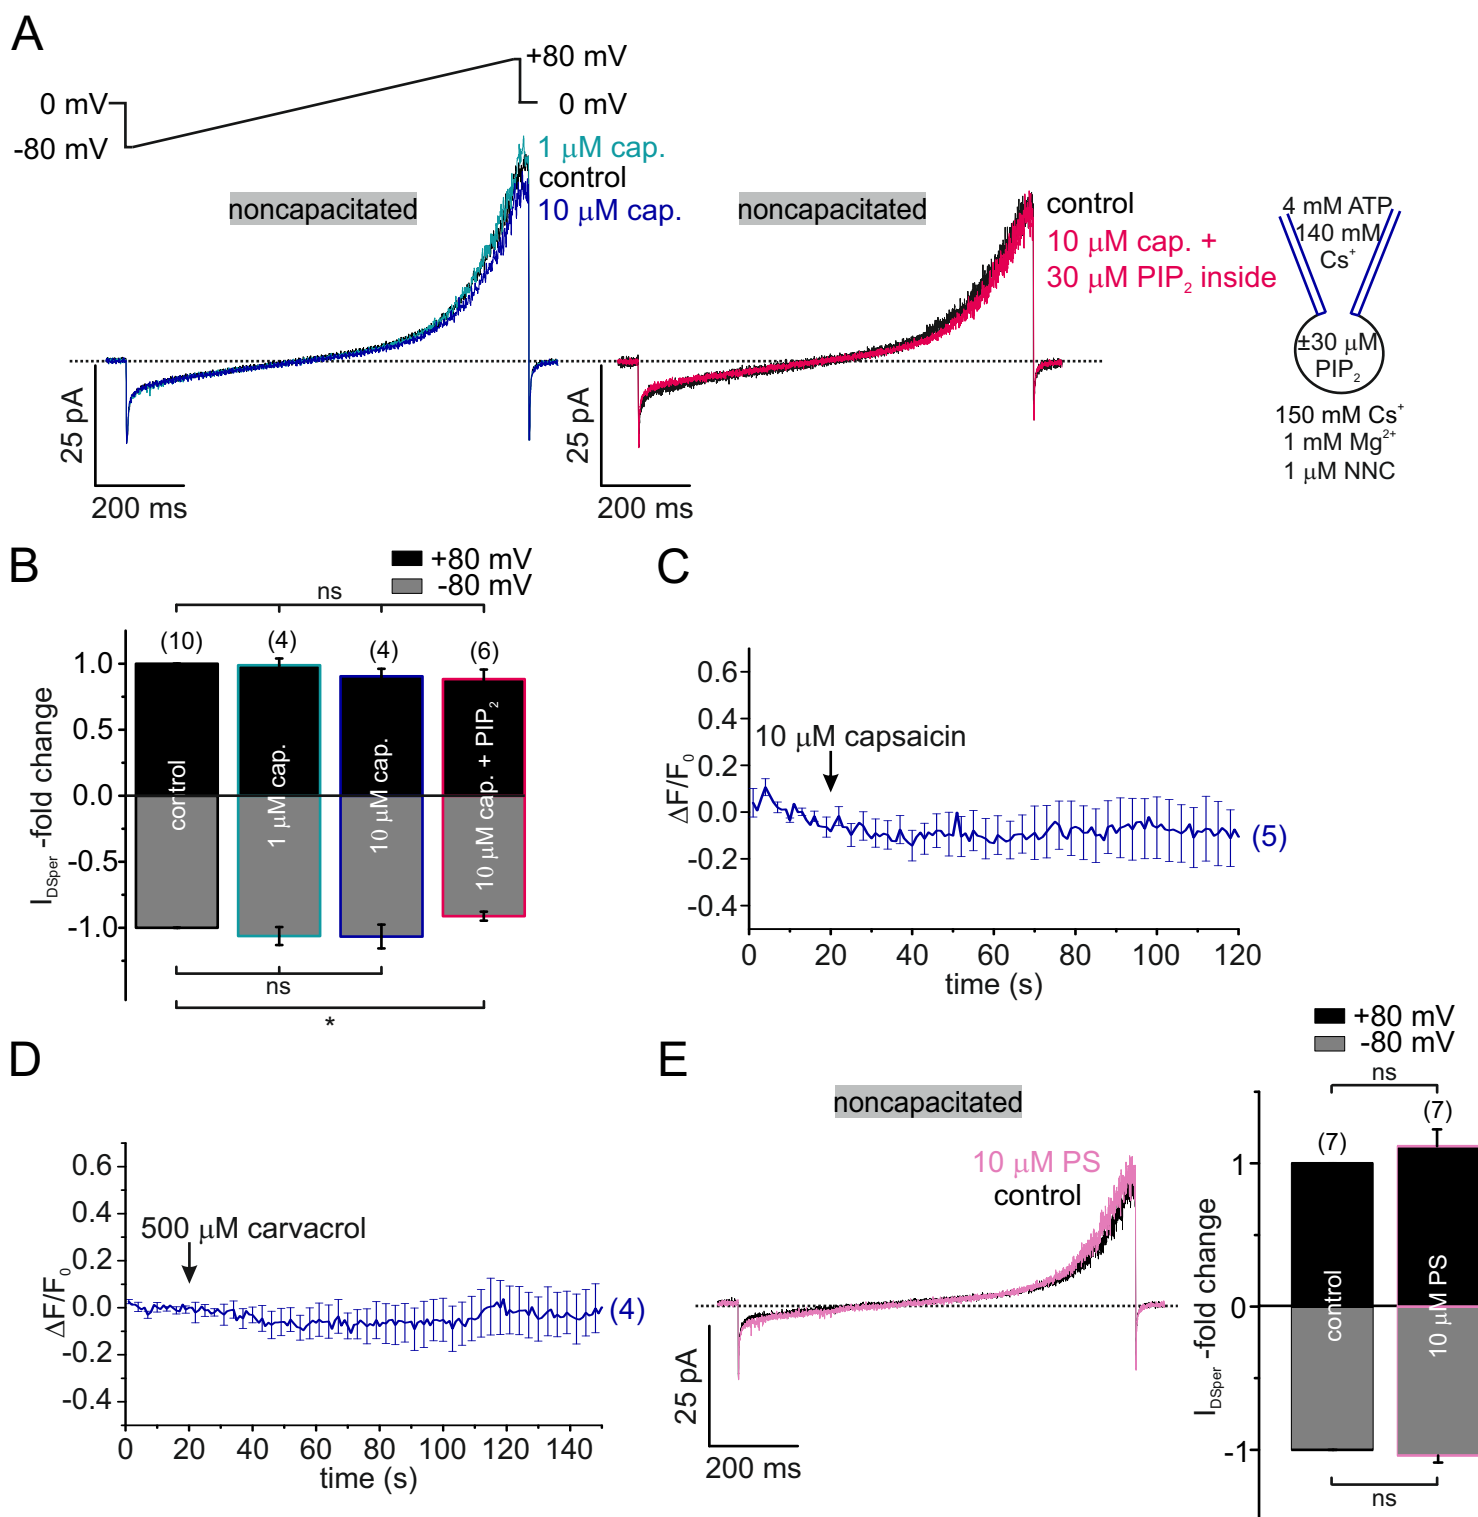 A
+80 mV
0 mV
0 mV
-80 mV
1 μM cap.
control
10 μM cap.
noncapacitated
25 pA
200 ms
noncapacitated
control
10 μM cap. +
30 μM PIP₂ inside
25 pA
200 ms
4 mM ATP
140 mM
Cs⁺
±30 μM
PIP₂
150 mM Cs⁺
1 mM Mg²⁺
1 μM NNC
B
+80 mV
-80 mV
ns
(10)
(4)
(4)
(6)
1.0
0.5
0.0
-0.5
-1.0
I_DSper -fold change
control
1 μM cap.
10 μM cap.
10 μM cap. + PIP₂
ns
*
C
0.6
0.4
0.2
0.0
-0.2
-0.4
ΔF/F₀
10 μM capsaicin
(5)
0 20 40 60 80 100 120
time (s)
D
0.6
0.4
0.2
0.0
-0.2
-0.4
ΔF/F₀
500 μM carvacrol
(4)
0 20 40 60 80 100 120 140
time (s)
E
noncapacitated
10 μM PS
control
25 pA
200 ms
+80 mV
-80 mV
ns
(7)
(7)
1
0
-1
I_DSper -fold change
control
10 μM PS
ns